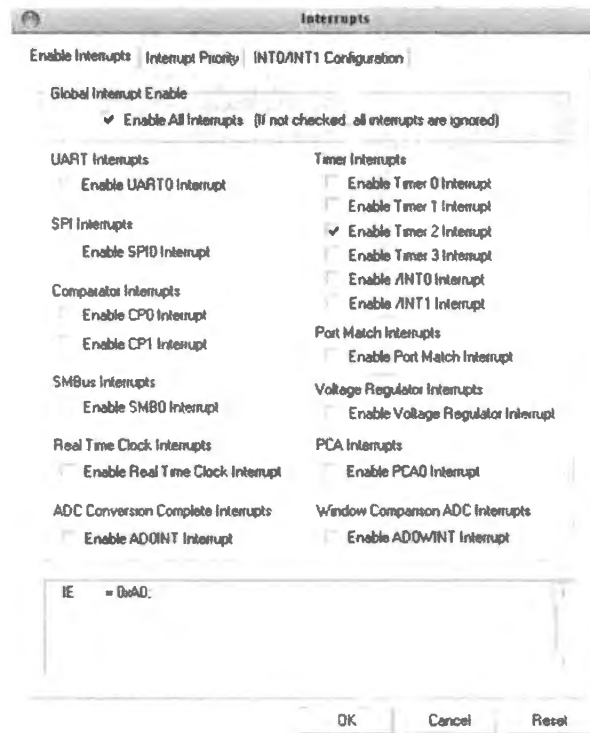 Interrupts
Enable Interrupts Interrupt Priority INT0/INT1 Configuration
Global Interrupt Enable
Enable All Interrupts (If not checked all interrupts are ignored)
UART Interrupts
Enable UART0 Interrupt
SPI Interrupts
Enable SPI0 Interrupt
Comparator Interrupts
Enable CP0 Interrupt
Enable CP1 Interrupt
SMBus Interrupts
Enable SMB0 Interrupt
Real Time Clock Interrupts
Enable Real Time Clock Interrupt
ADC Conversion Complete Interrupts
Enable AD0INT Interrupt
Timer Interrupts
Enable Timer 0 Interrupt
Enable Timer 1 Interrupt
Enable Timer 2 Interrupt
Enable Timer 3 Interrupt
Enable /INT0 Interrupt
Enable /INT1 Interrupt
Port Match Interrupts
Enable Port Match Interrupt
Voltage Regulator Interrupts
Enable Voltage Regulator Interrupt
PCA Interrupts
Enable PCA0 Interrupt
Window Comparison ADC Interrupts
Enable AD0WINT Interrupt
IE = 0xA0;
OK Cancel Reset